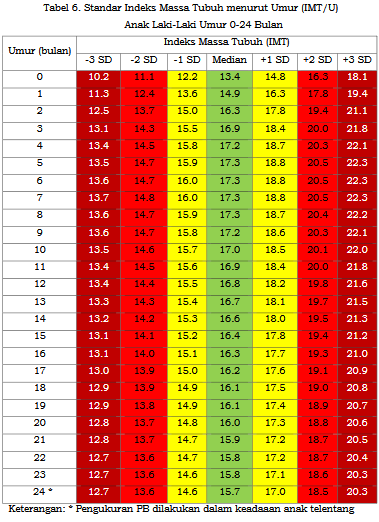 Tabel 6. Standar Indeks Massa Tubuh menurut Umur (IMT/U)
Anak Laki-Laki Umur 0-24 Bulan
Umur (bulan) Indeks Massa Tubuh (IMT)
-3 SD -2 SD -1 SD Median +1 SD +2 SD +3 SD
0 10.2 11.1 12.2 13.4 14.8 16.3 18.1
1 11.3 12.4 13.6 14.9 16.3 17.8 19.4
2 12.5 13.7 15.0 16.3 17.8 19.4 21.1
3 13.1 14.3 15.5 16.9 18.4 20.0 21.8
4 13.4 14.5 15.8 17.2 18.7 20.3 22.1
5 13.5 14.7 15.9 17.3 18.8 20.5 22.3
6 13.6 14.7 16.0 17.3 18.8 20.5 22.3
7 13.7 14.8 16.0 17.3 18.8 20.5 22.3
8 13.6 14.7 15.9 17.3 18.7 20.4 22.2
9 13.6 14.7 15.8 17.2 18.6 20.3 22.1
10 13.5 14.6 15.7 17.0 18.5 20.1 22.0
11 13.4 14.5 15.6 16.9 18.4 20.0 21.8
12 13.4 14.4 15.5 16.8 18.2 19.8 21.6
13 13.3 14.3 15.4 16.7 18.1 19.7 21.5
14 13.2 14.2 15.3 16.6 18.0 19.5 21.3
15 13.1 14.1 15.2 16.4 17.8 19.4 21.2
16 13.1 14.0 15.1 16.3 17.7 19.3 21.0
17 13.0 13.9 15.0 16.2 17.6 19.1 20.9
18 12.9 13.9 14.9 16.1 17.5 19.0 20.8
19 12.9 13.8 14.9 16.1 17.4 18.9 20.7
20 12.8 13.7 14.8 16.0 17.3 18.8 20.6
21 12.8 13.7 14.7 15.9 17.2 18.7 20.5
22 12.7 13.6 14.7 15.8 17.2 18.7 20.4
23 12.7 13.6 14.6 15.8 17.1 18.6 20.3
24 * 12.7 13.6 14.6 15.7 17.0 18.5 20.3
Keterangan: * Pengukuran PB dilakukan dalam keadaaan anak telentang